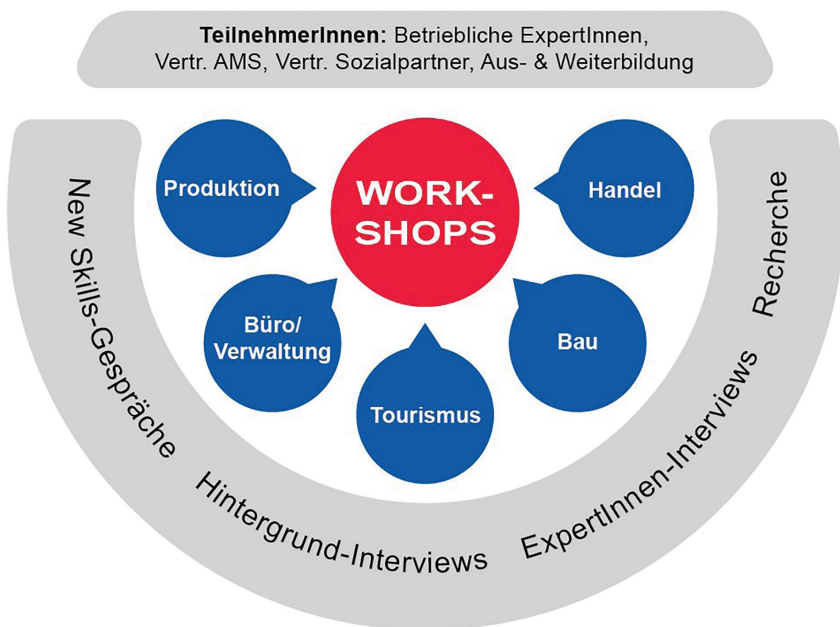 TeilnehmerInnen: Betriebliche ExpertInnen,
Vertr. AMS, Vertr. Sozialpartner, Aus- & Weiterbildung
Produktion
WORK-
SHOPS
Handel
Büro/
Verwaltung
Tourismus
Bau
New Skills-Gespräche
Hintergrund-Interviews
ExpertInnen-Interviews
Recherche